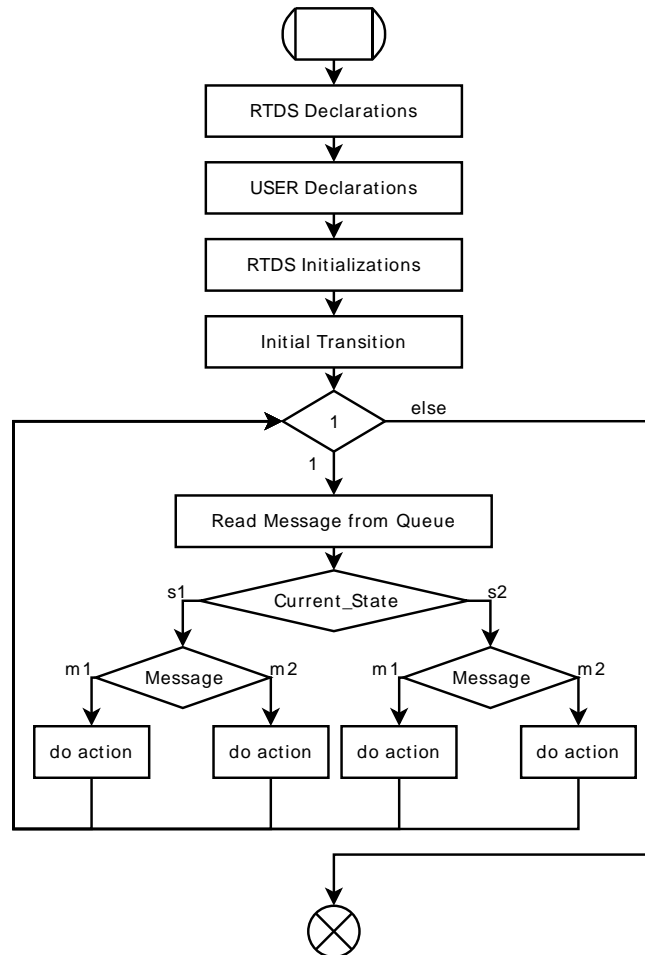 RTDS Declarations
USER Declarations
RTDS Initializations
Initial Transition
1
else
1
Read Message from Queue
s1
Current_State
s2
m1
Message
m2
m1
Message
m2
do action
do action
do action
do action